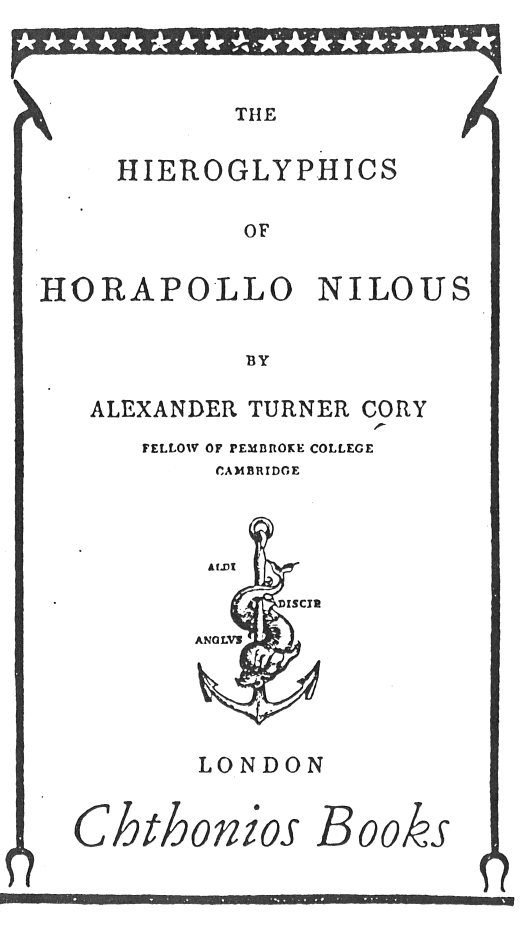 THE
HIEROGLYPHICS
OF
HORAPOLLO NILOUS
BY
ALEXANDER TURNER CORY
FELLOW OF PEMBROKE COLLEGE
CAMBRIDGE
ALDI
DISCIP
ANGLVS
LONDON
Chthonios Books